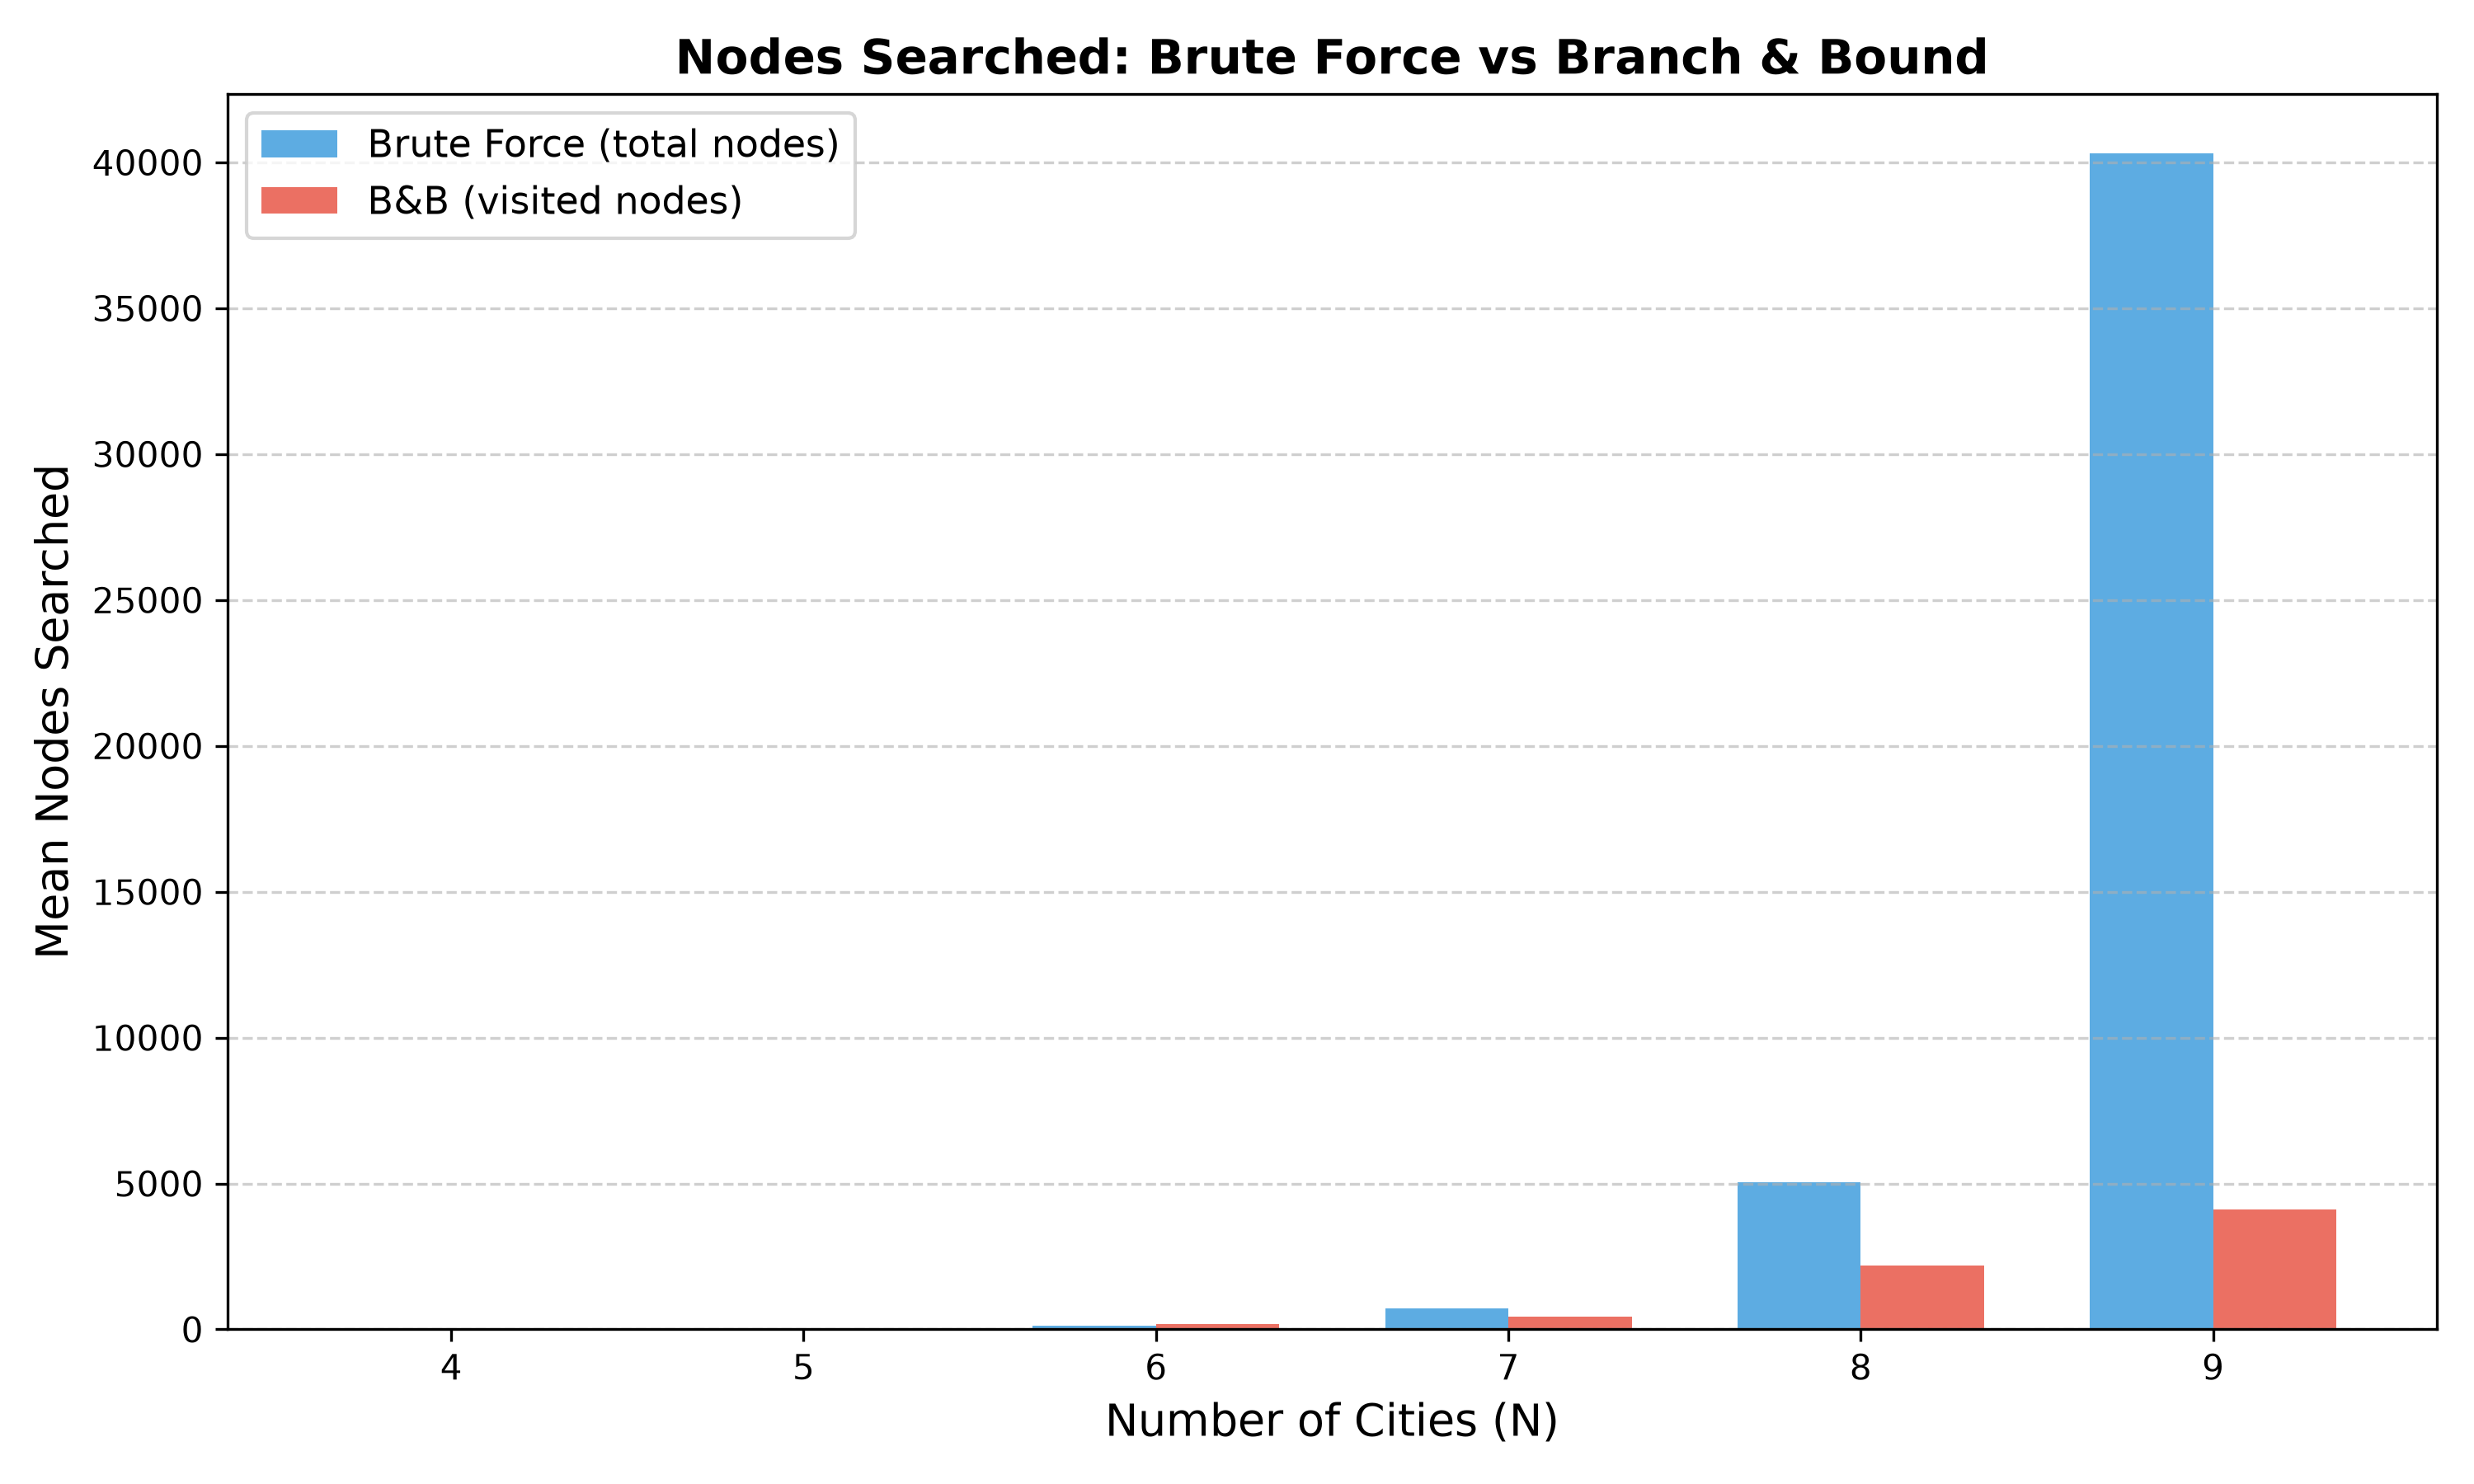 Nodes Searched: Brute Force vs Branch & Bound
Brute Force (total nodes)
B&B (visited nodes)
Mean Nodes Searched
40000
35000
30000
25000
20000
15000
10000
5000
0
4 5 6 7 8 9
Number of Cities (N)